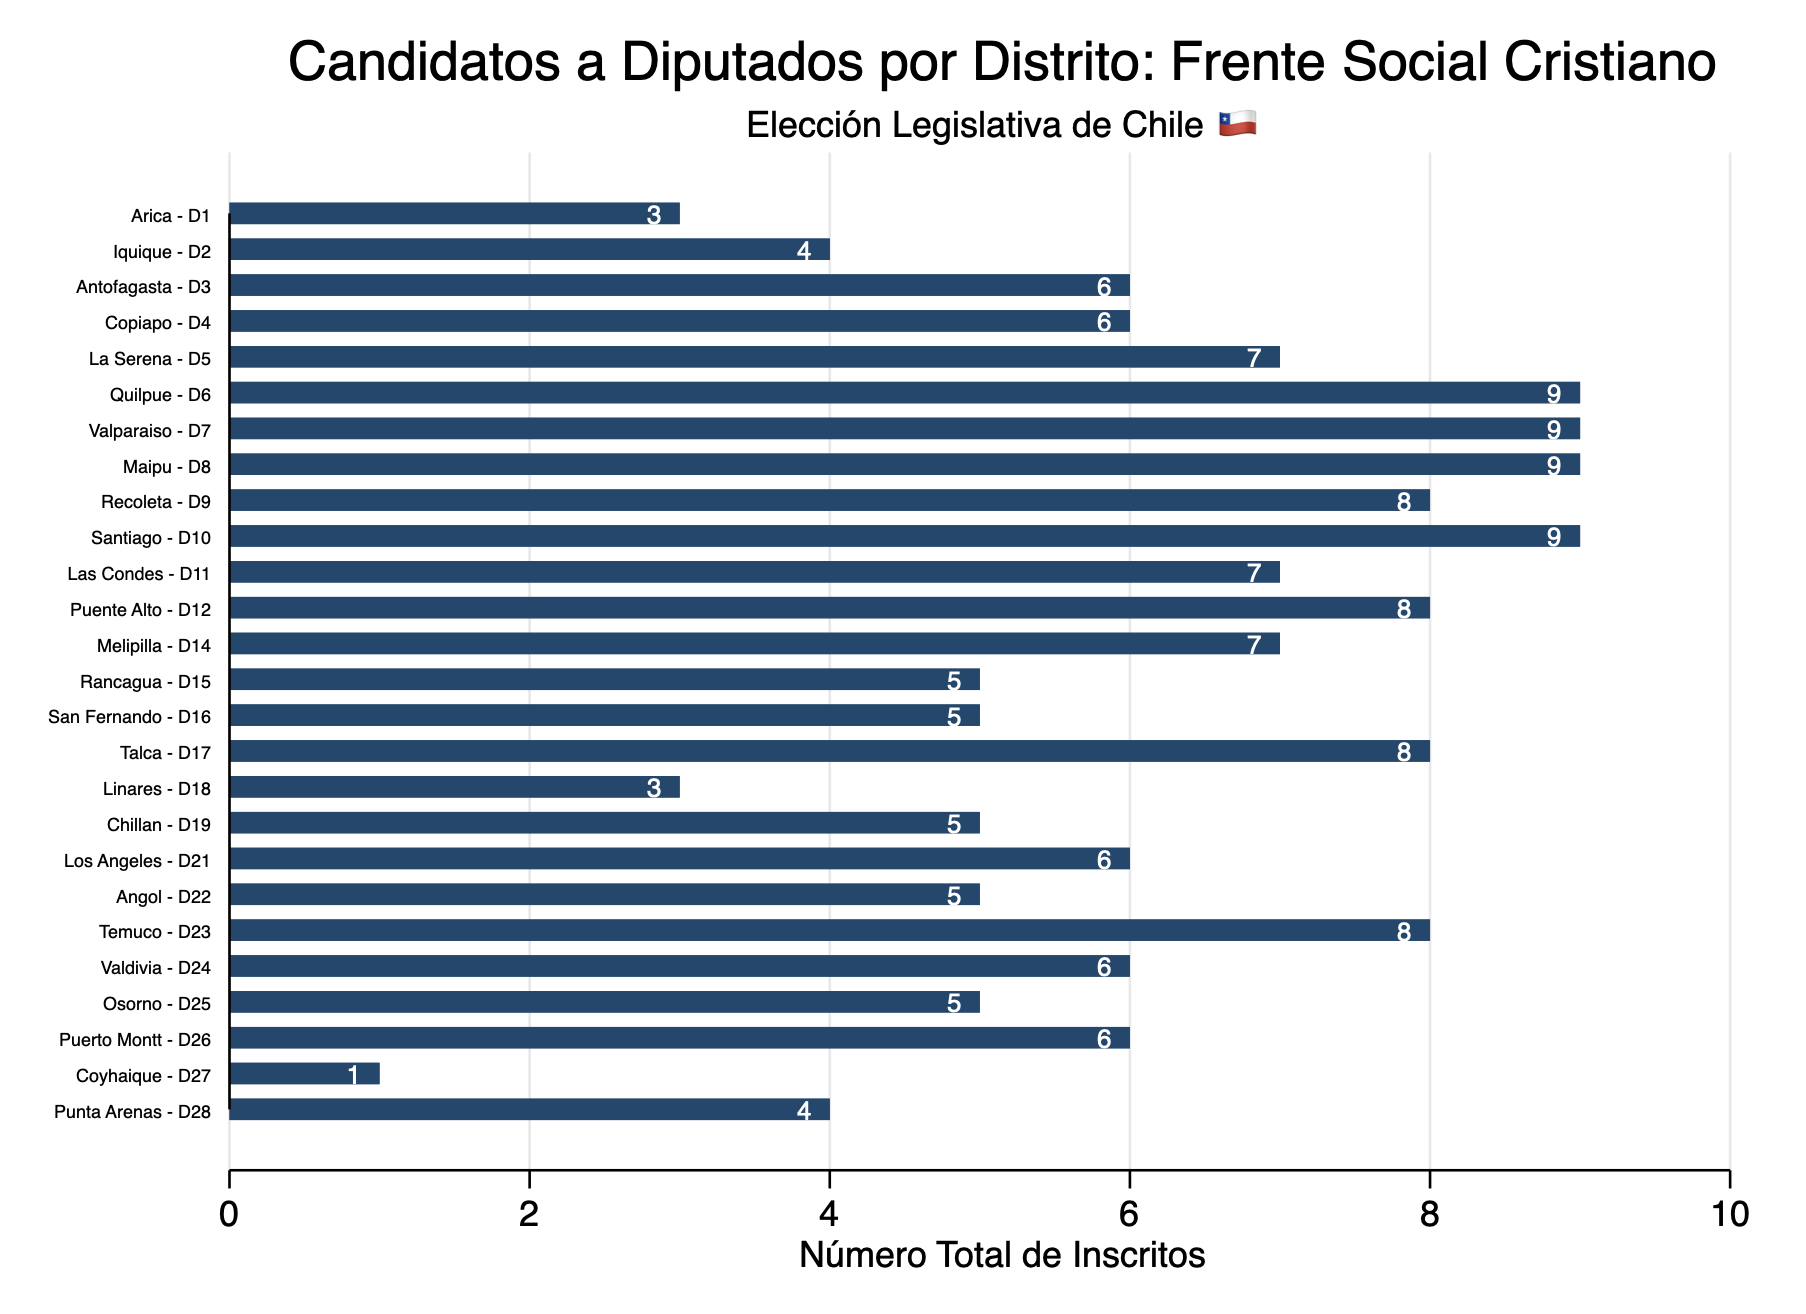 Candidatos a Diputados por Distrito: Frente Social Cristiano
Elección Legislativa de Chile 🇨🇱
Arica - D1 3
Iquique - D2 4
Antofagasta - D3 6
Copiapo - D4 6
La Serena - D5 7
Quilpue - D6 9
Valparaiso - D7 9
Maipu - D8 9
Recoleta - D9 8
Santiago - D10 9
Las Condes - D11 7
Puente Alto - D12 8
Melipilla - D14 7
Rancagua - D15 5
San Fernando - D16 5
Talca - D17 8
Linares - D18 3
Chillan - D19 5
Los Angeles - D21 6
Angol - D22 5
Temuco - D23 8
Valdivia - D24 6
Osorno - D25 5
Puerto Montt - D26 6
Coyhaique - D27 1
Punta Arenas - D28 4
0 2 4 6 8 10
Número Total de Inscritos